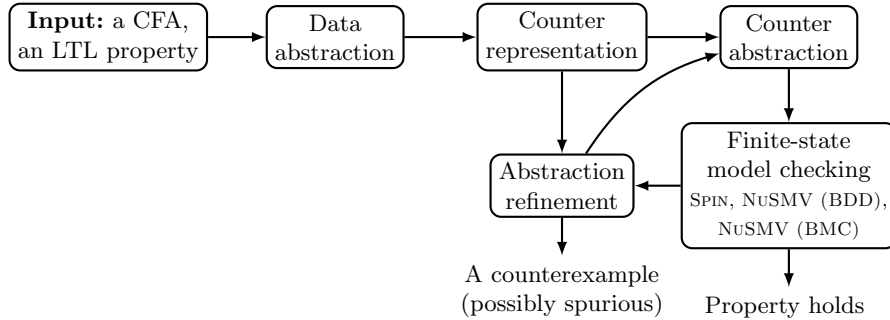 Input: a CFA,
an LTL property
Data
abstraction
Counter
representation
Counter
abstraction
Abstraction
refinement
Finite-state
model checking
SPIN, NUSMV (BDD),
NUSMV (BMC)
A counterexample
(possibly spurious)
Property holds